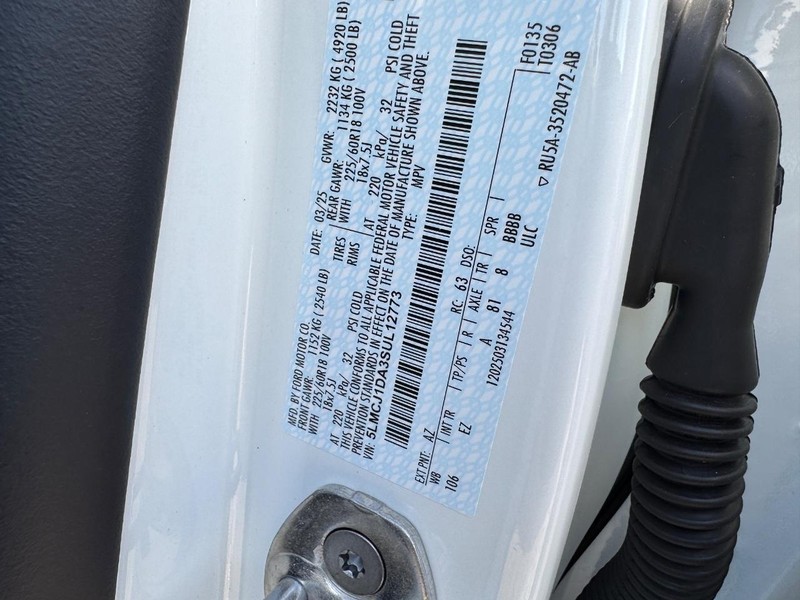 MFD. BY FORD MOTOR CO.
DATE: 03/25 GVWR: 2232 KG ( 4920 LB)
FRONT GAWR: 1152 KG ( 2540 LB) REAR GAWR: 1134 KG ( 2500 LB)
WITH 225/60R18 100V TIRES WITH 225/60R18 100V
18x7.5J RIMS 18x7.5J
AT 220 kPa/ 32 PSI COLD AT 220 kPa/ 32 PSI COLD
THIS VEHICLE CONFORMS TO ALL APPLICABLE FEDERAL MOTOR VEHICLE SAFETY AND THEFT
PREVENTION STANDARDS IN EFFECT ON THE DATE OF MANUFACTURE SHOWN ABOVE.
VIN: 5LMCJ1DA3SUL12773 TYPE: MPV
EXT PNT: AZ RC: 63 DSO: F0135
WB INT TR TP/PS R AXLE TR SPR T0306
106 EZ A 81 8 BBBB
1202503134544 ULC RU5A-3520472-AB